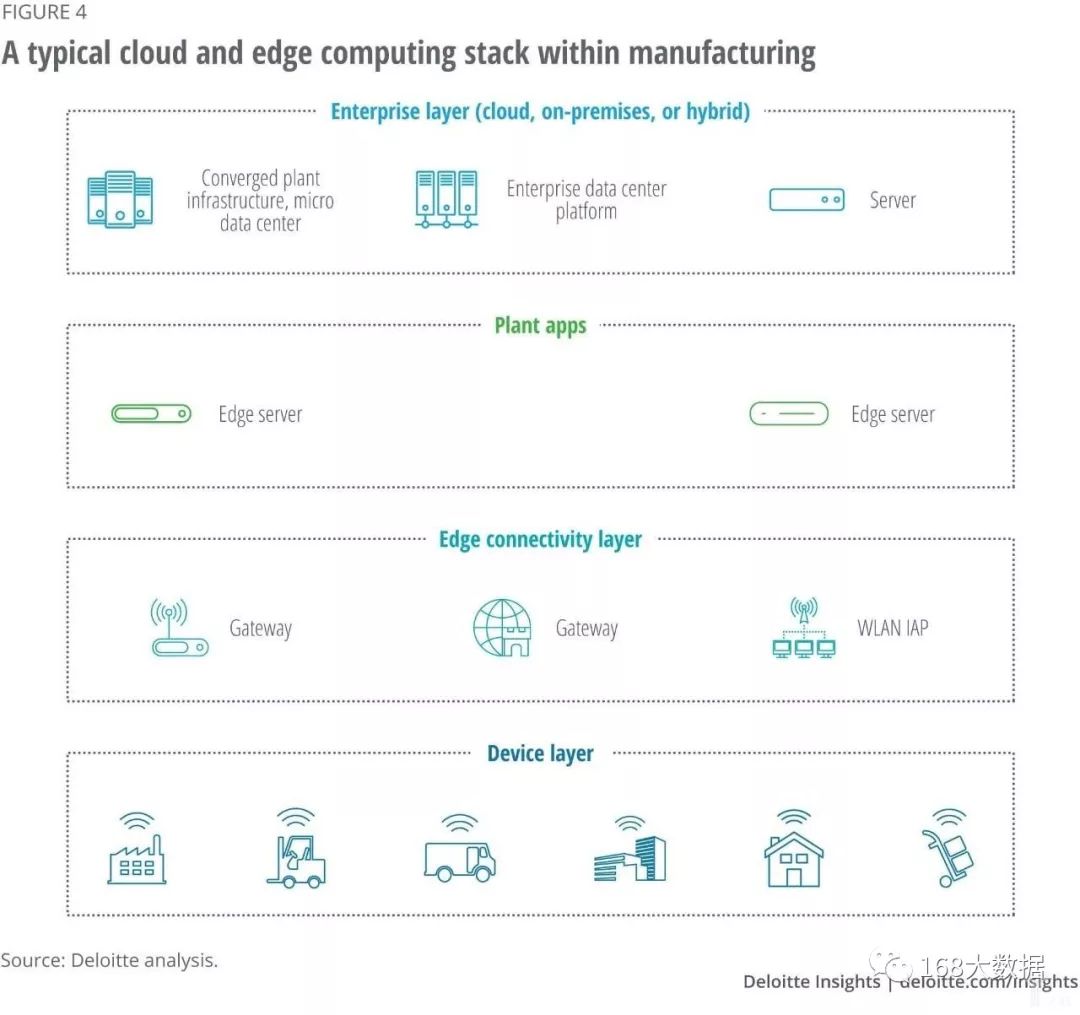 FIGURE 4
A typical cloud and edge computing stack within manufacturing
Enterprise layer (cloud, on-premises, or hybrid)
Converged plant
infrastructure, micro
data center
Enterprise data center
platform
Server
Plant apps
Edge server
Edge server
Edge connectivity layer
Gateway
Gateway
WLAN IAP
Device layer
Source: Deloitte analysis.
168大数据
Deloitte Insights | deloitte.com/insights